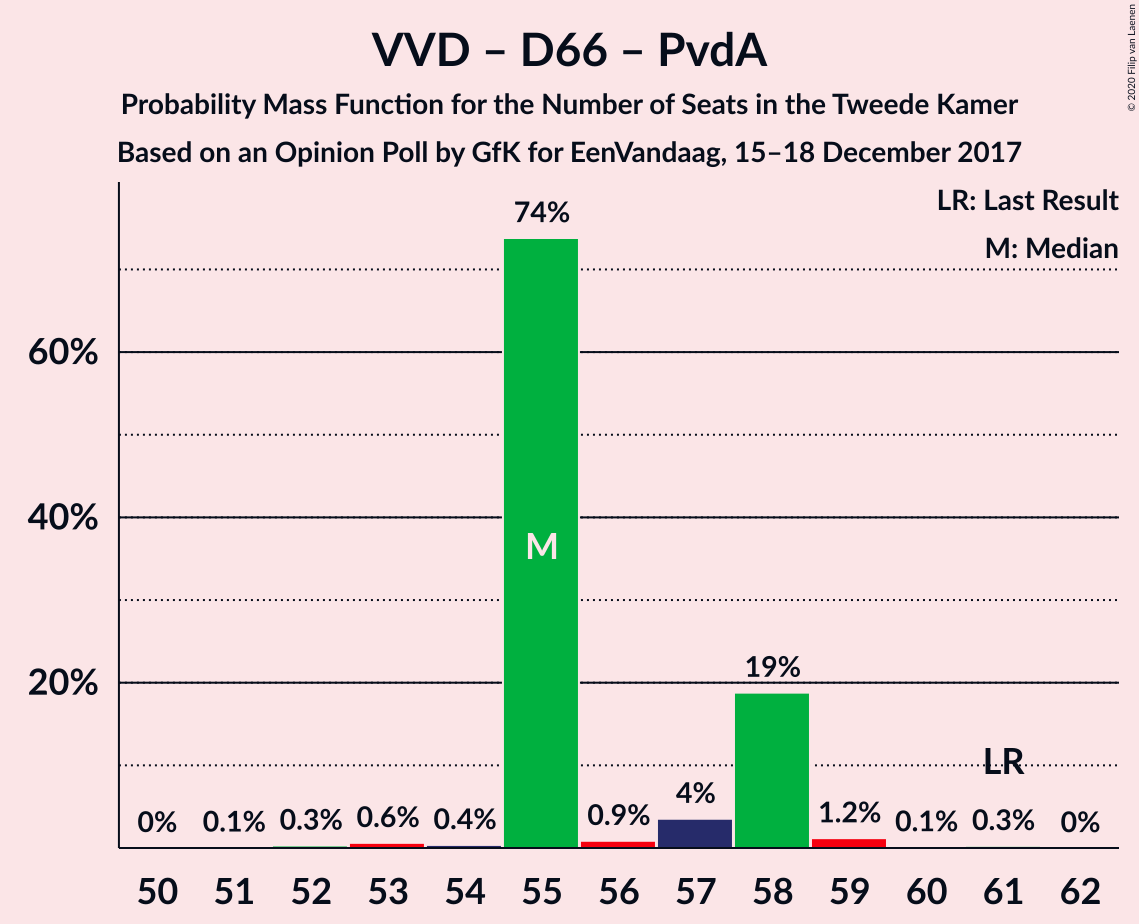 VVD – D66 – PvdA
Probability Mass Function for the Number of Seats in the Tweede Kamer
Based on an Opinion Poll by GfK for EenVandaag, 15–18 December 2017
© 2020 Filip van Laenen
LR: Last Result
M: Median
74%
60%
40%
M
20%
19%
LR
0%
0.1%
0.3%
0.6%
0.4%
0.9%
4%
1.2%
0.1%
0.3%
0%
50 51 52 53 54 55 56 57 58 59 60 61 62